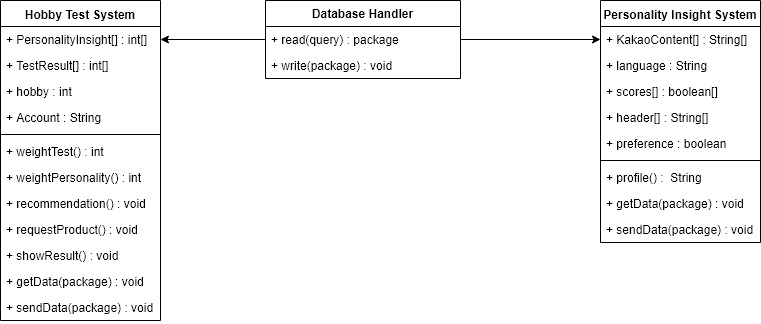 Hobby Test System
+ PersonalityInsight[] : int[]
+ TestResult[] : int[]
+ hobby : int
+ Account : String
+ weightTest() : int
+ weightPersonality() : int
+ recommendation() : void
+ requestProduct() : void
+ showResult() : void
+ getData(package) : void
+ sendData(package) : void
Database Handler
+ read(query) : package
+ write(package) : void
Personality Insight System
+ KakaoContent[] : String[]
+ language : String
+ scores[] : boolean[]
+ header[] : String[]
+ preference : boolean
+ profile() :  String
+ getData(package) : void
+ sendData(package) : void